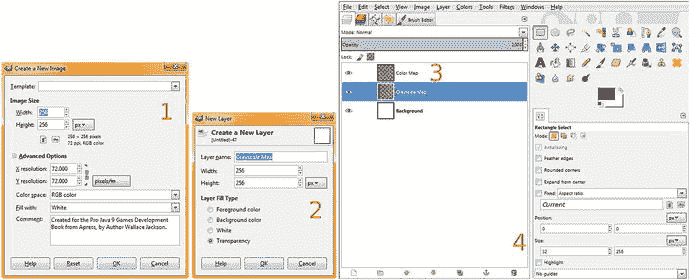 Create a New Image
Template:
Image Size
Width: 256
Height: 256 px
256 × 256 pixels
72 ppi, RGB color
Advanced Options
X resolution: 72.000
Y resolution: 72.000 pixels/in
Color space: RGB color
Fill with: White
Comment: Created for the Pro Java 9 Games Development
Book from Apress, by Author Wallace Jackson.
Help Reset OK Cancel
1
New Layer
Create a New Layer
[Untitled]-47
Layer name: Grayscale Map
Width: 256
Height: 256 px
Layer Fill Type
Foreground color
Background color
White
Transparency
Help OK Cancel
2
File Edit Select View Image Layer Colors Tools Filters Windows Help
Brush Editor
Mode: Normal
Opacity 100.0
Lock:
Color Map
3
Grayscale Map
Background
4
Rectangle Select
Mode:
Antialiasing
Feather edges
Rounded corners
Expand from center
Fixed: Aspect ratio
Current
Position: px
0 0
Size: px
32 256
Highlight
No guides